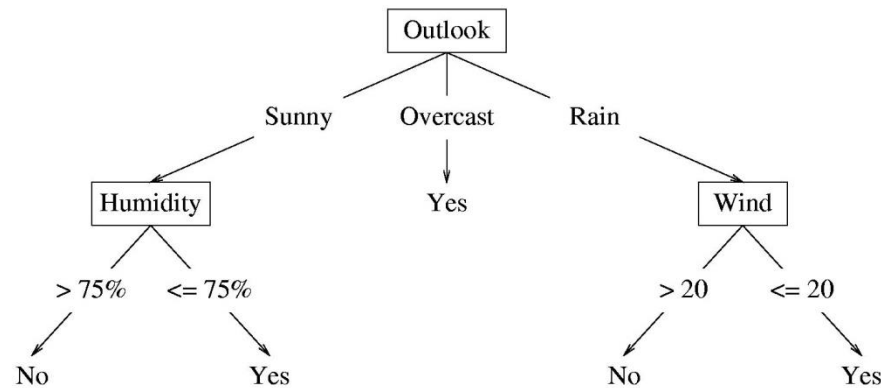 Outlook
Sunny Overcast Rain
Humidity Yes Wind
> 75% <= 75% > 20 <= 20
No Yes No Yes